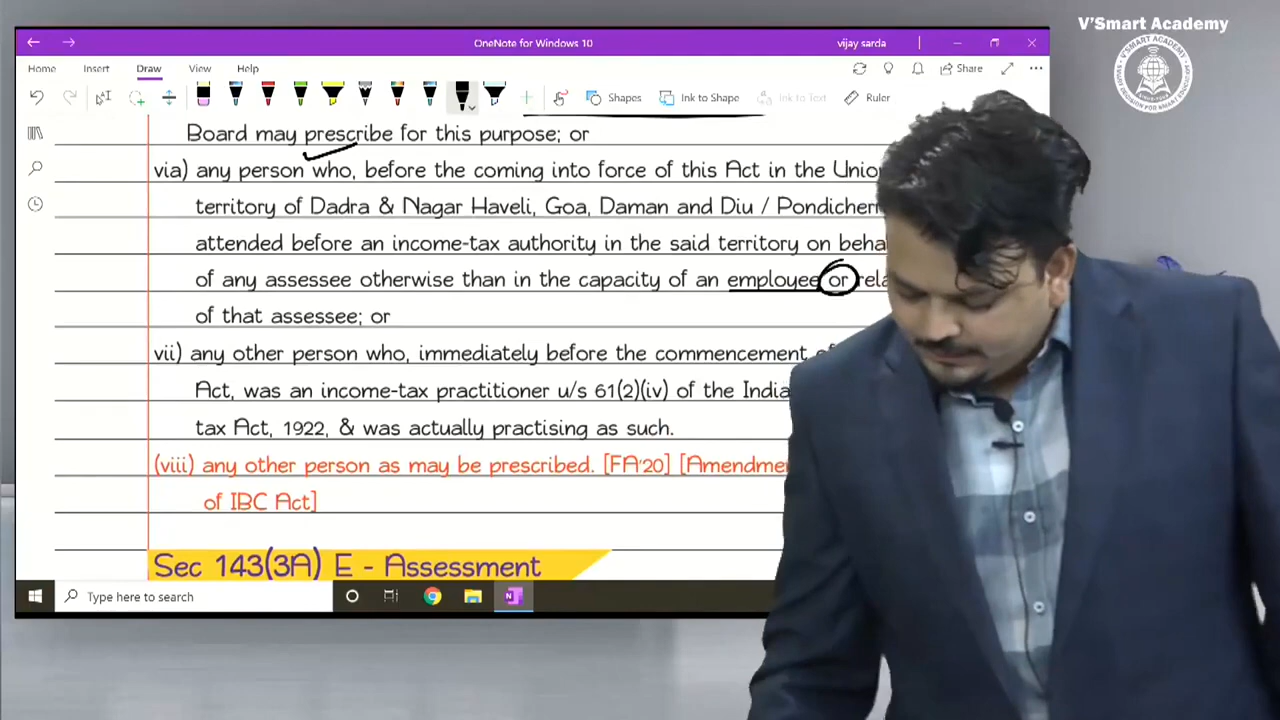 V'Smart Academy
OneNote for Windows 10
vijay sarda
Home Insert Draw View Help
Share
Shapes Ink to Shape Ink to Text Ruler
Board may prescribe for this purpose; or
via) any person who, before the coming into force of this Act in the Union
territory of Dadra & Nagar Haveli, Goa, Daman and Diu /
attended before an income-tax authority in the said territory on
of any assessee otherwise than in the capacity of an employee or
of that assessee; or
vii) any other person who, immediately before the commencement of
Act, was an income-tax practitioner u/s 61(2)(iv) of the
tax Act, 1922, & was actually practising as such.
(viii) any other person as may be prescribed. [FA'20]
of IBC Act]
Sec 143(3A) E - Assessment
Type here to search